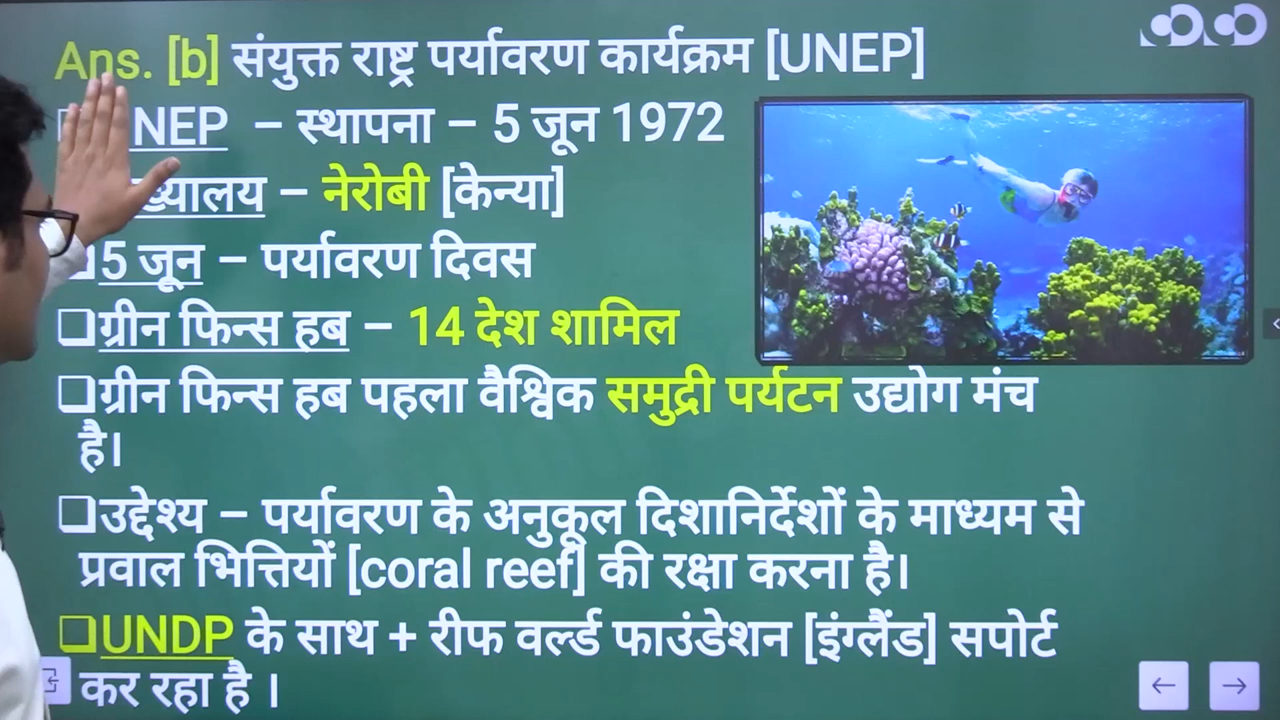 Ans. [b] संयुक्त राष्ट्र पर्यावरण कार्यक्रम [UNEP]
NEP – स्थापना – 5 जून 1972
ख्यालय – नेरोबी [केन्या]
5 जून – पर्यावरण दिवस
ग्रीन फिन्स हब – 14 देश शामिल
ग्रीन फिन्स हब पहला वैश्विक समुद्री पर्यटन उद्योग मंच
है।
उद्देश्य – पर्यावरण के अनुकूल दिशानिर्देशों के माध्यम से
प्रवाल भित्तियों [coral reef] की रक्षा करना है।
UNDP के साथ + रीफ वर्ल्ड फाउंडेशन [इंग्लैंड] सपोर्ट
कर रहा है ।